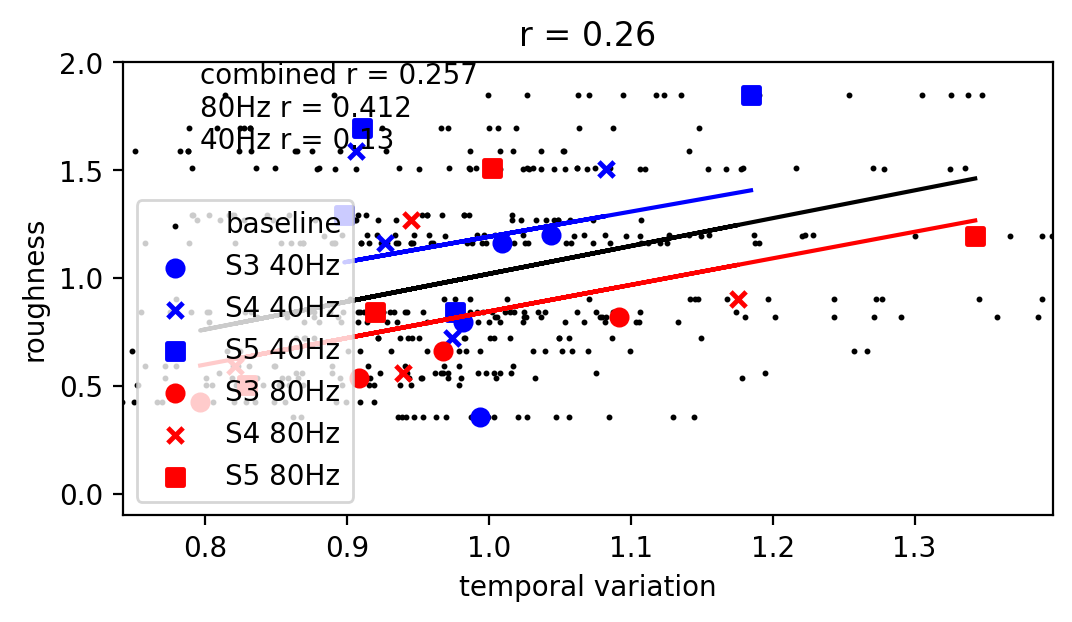 r = 0.26
combined r = 0.257
80Hz r = 0.412
40Hz r = 0.13
roughness
2.0
1.5
1.0
0.5
0.0
baseline
S3 40Hz
S4 40Hz
S5 40Hz
S3 80Hz
S4 80Hz
S5 80Hz
0.8 0.9 1.0 1.1 1.2 1.3
temporal variation